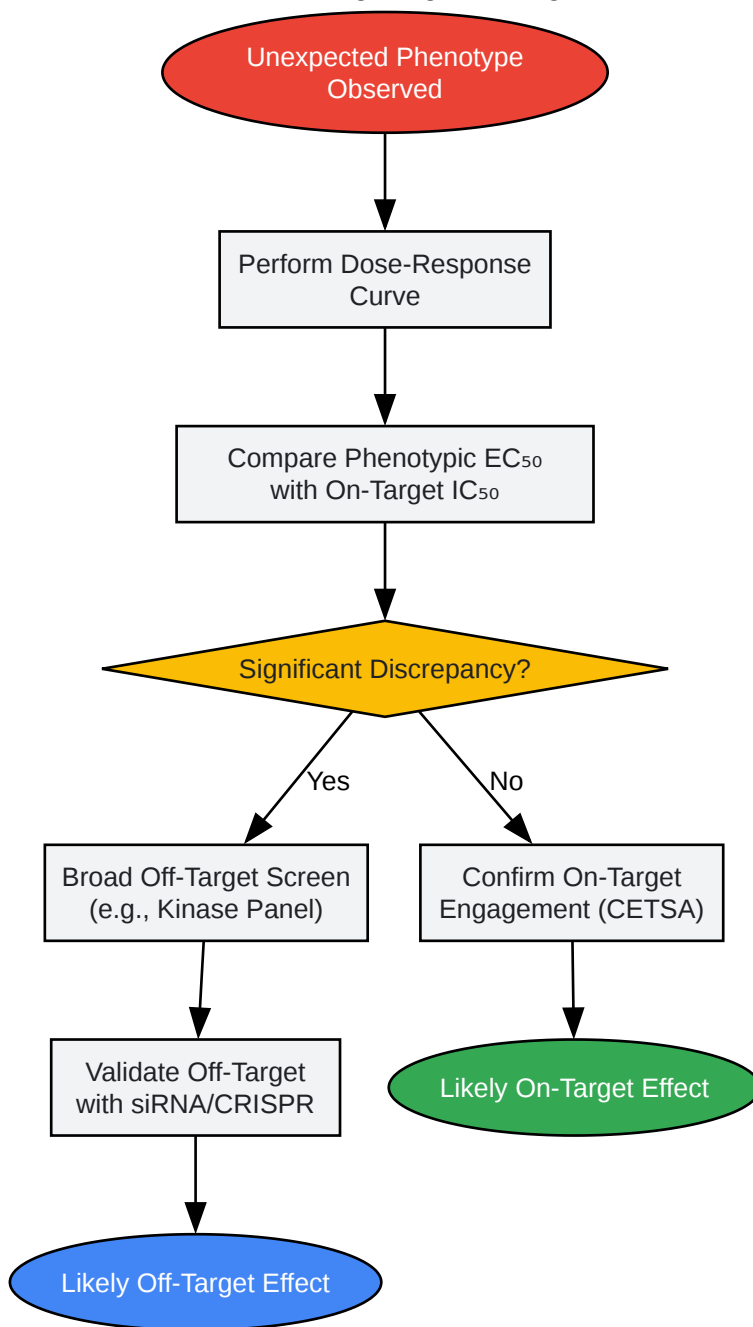 Unexpected Phenotype
Observed
Perform Dose-Response
Curve
Compare Phenotypic EC₅₀
with On-Target IC₅₀
Significant Discrepancy?
Yes
No
Broad Off-Target Screen
(e.g., Kinase Panel)
Confirm On-Target
Engagement (CETSA)
Validate Off-Target
with siRNA/CRISPR
Likely On-Target Effect
Likely Off-Target Effect